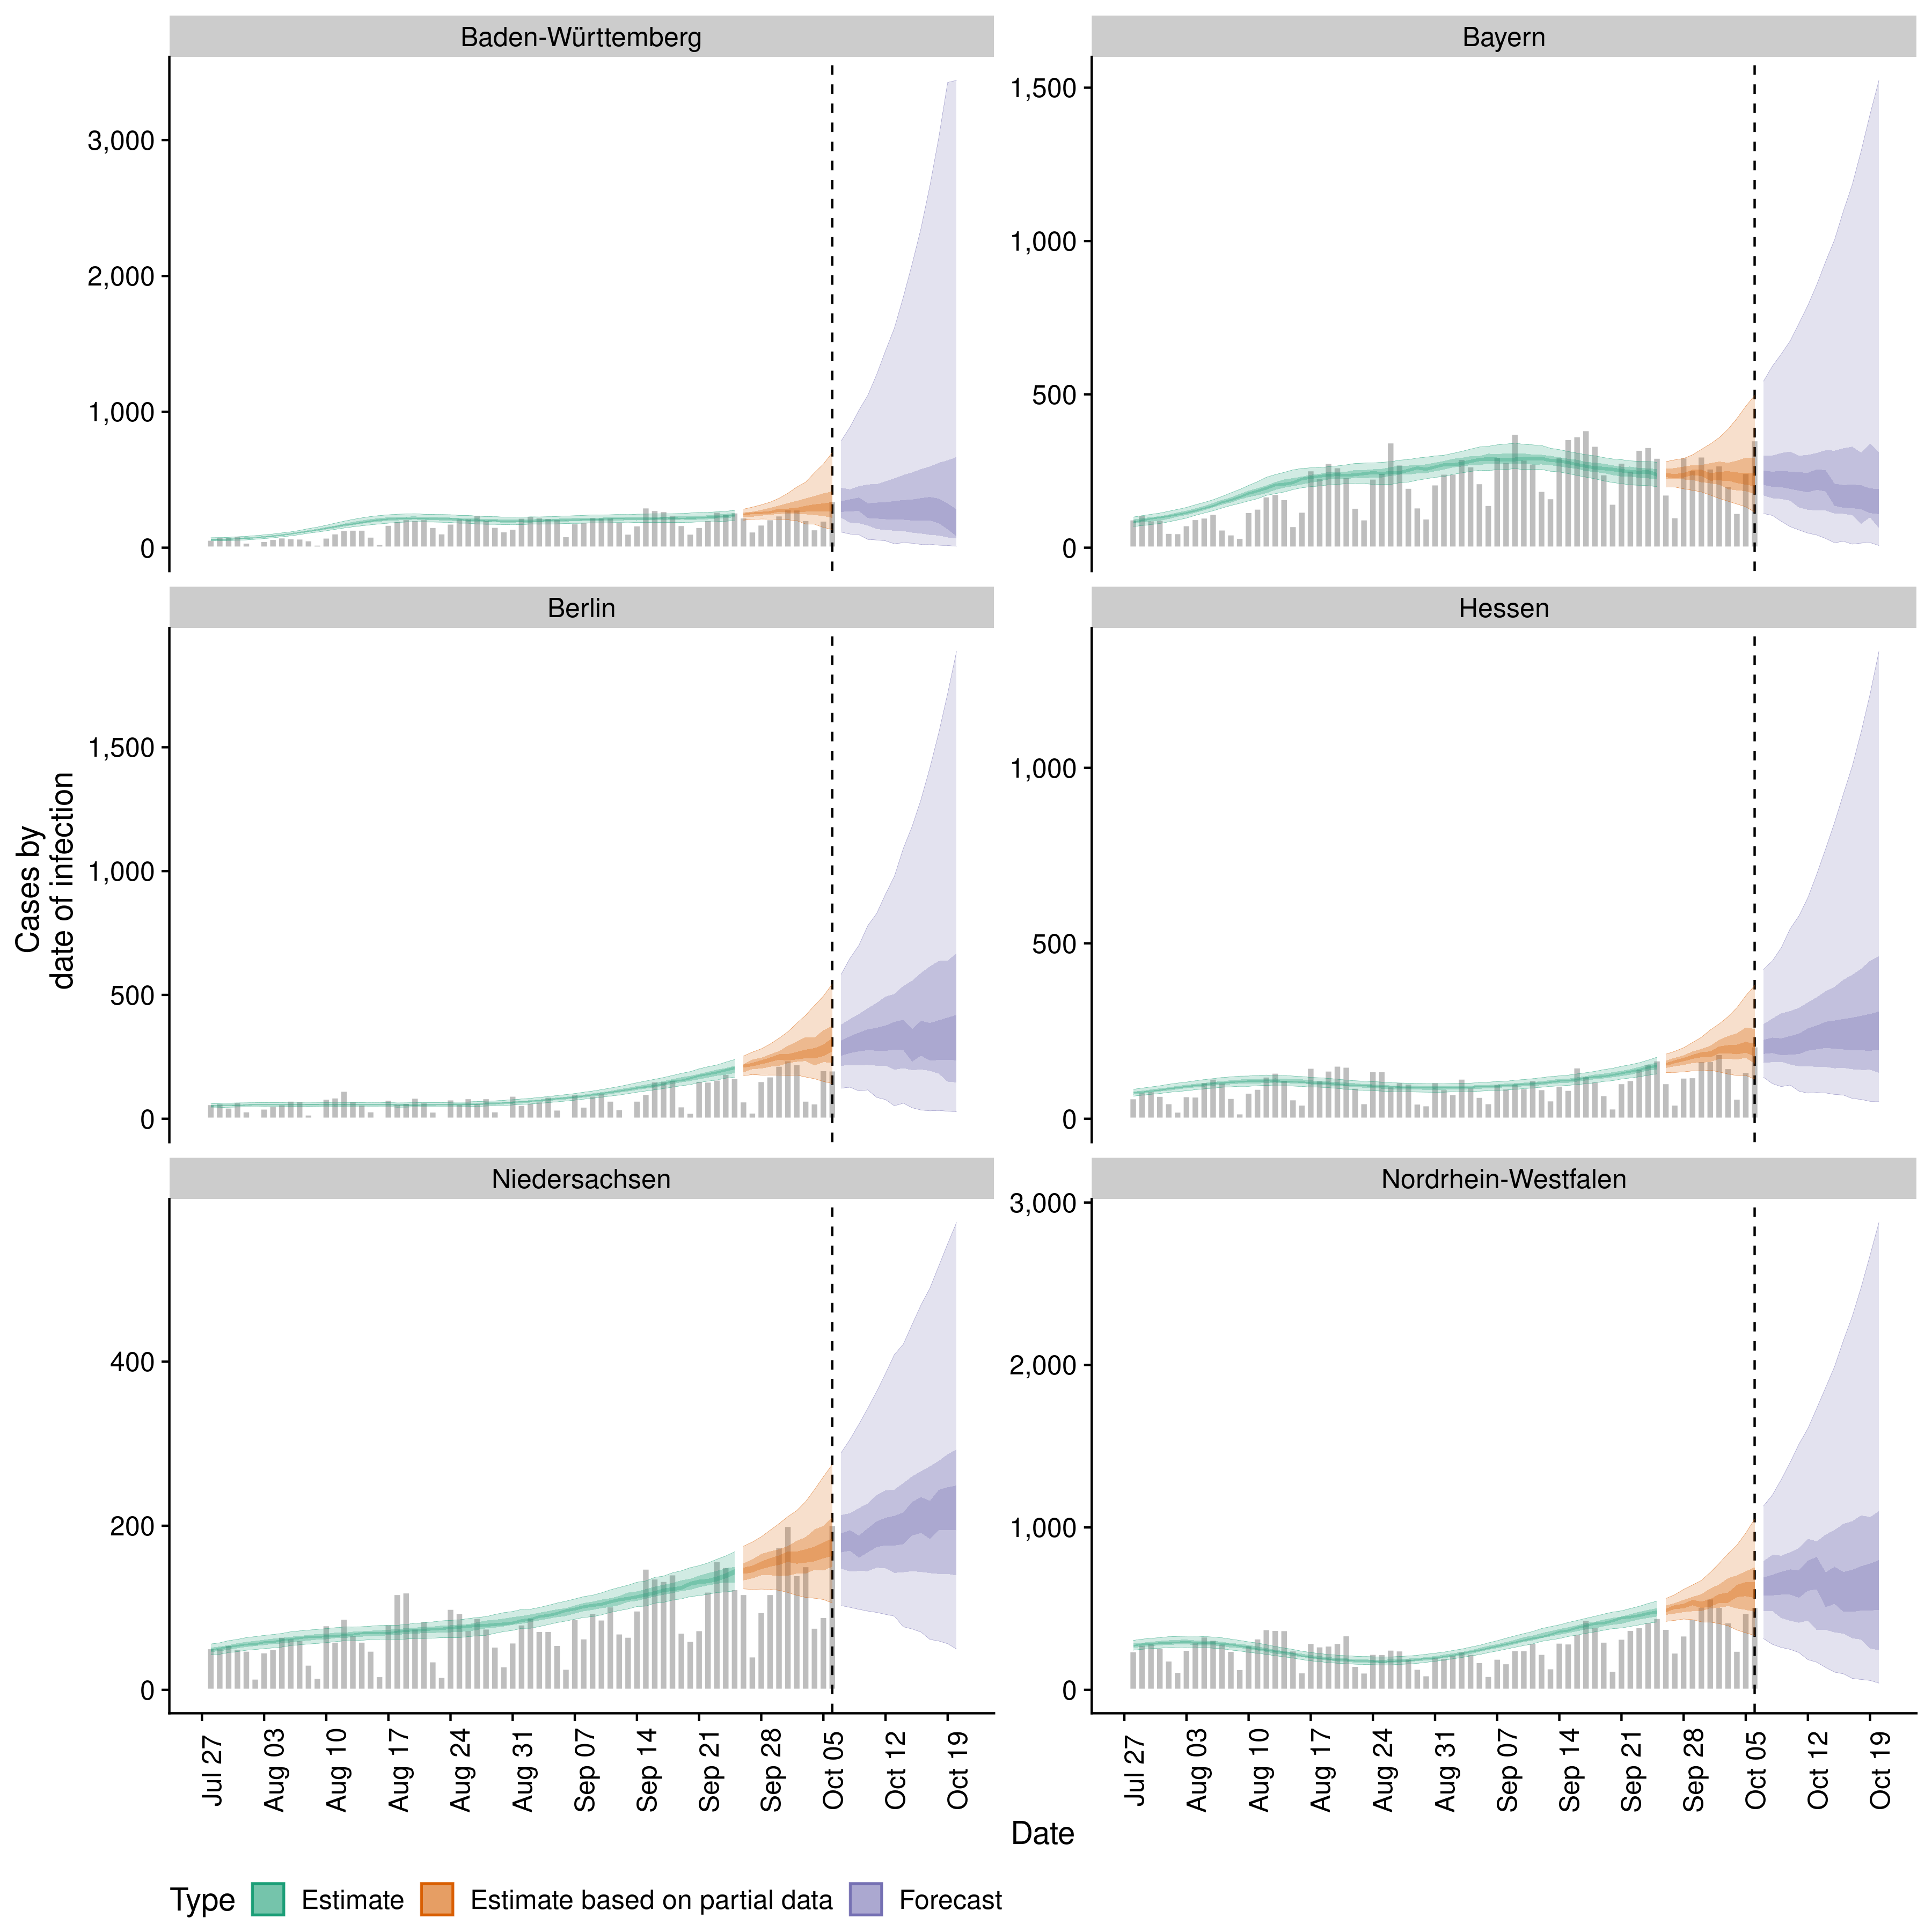 Baden-Württemberg
Bayern
3,000
2,000
1,000
0
1,500
1,000
500
0
Berlin
Hessen
1,500
1,000
500
0
1,000
500
0
Cases by
date of infection
Niedersachsen
Nordrhein-Westfalen
400
200
0
3,000
2,000
1,000
0
Jul 27
Aug 03
Aug 10
Aug 17
Aug 24
Aug 31
Sep 07
Sep 14
Sep 21
Sep 28
Oct 05
Oct 12
Oct 19
Jul 27
Aug 03
Aug 10
Aug 17
Aug 24
Aug 31
Sep 07
Sep 14
Sep 21
Sep 28
Oct 05
Oct 12
Oct 19
Date
Type Estimate Estimate based on partial data Forecast